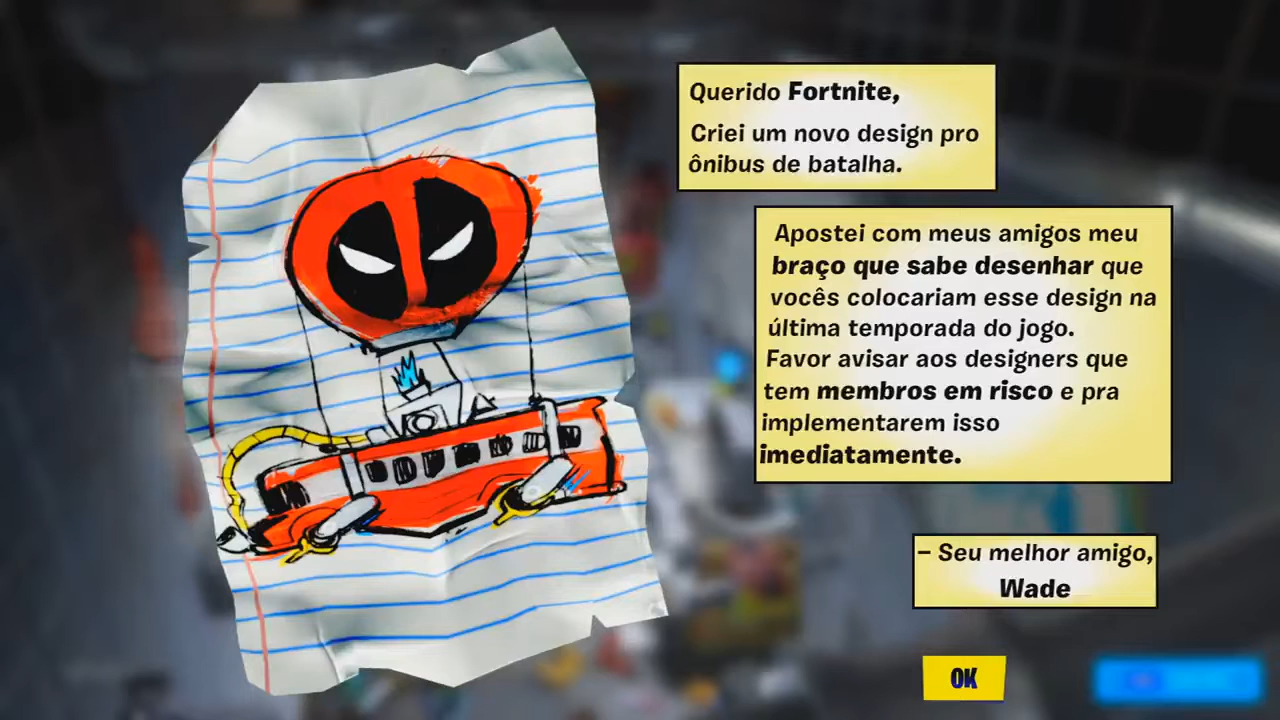 Querido Fortnite,
Criei um novo design pro
ônibus de batalha.
Apostei com meus amigos meu
braço que sabe desenhar que
vocês colocariam esse design na
última temporada do jogo.
Favor avisar aos designers que
tem membros em risco e pra
implementarem isso
imediatamente.
– Seu melhor amigo,
Wade
OK